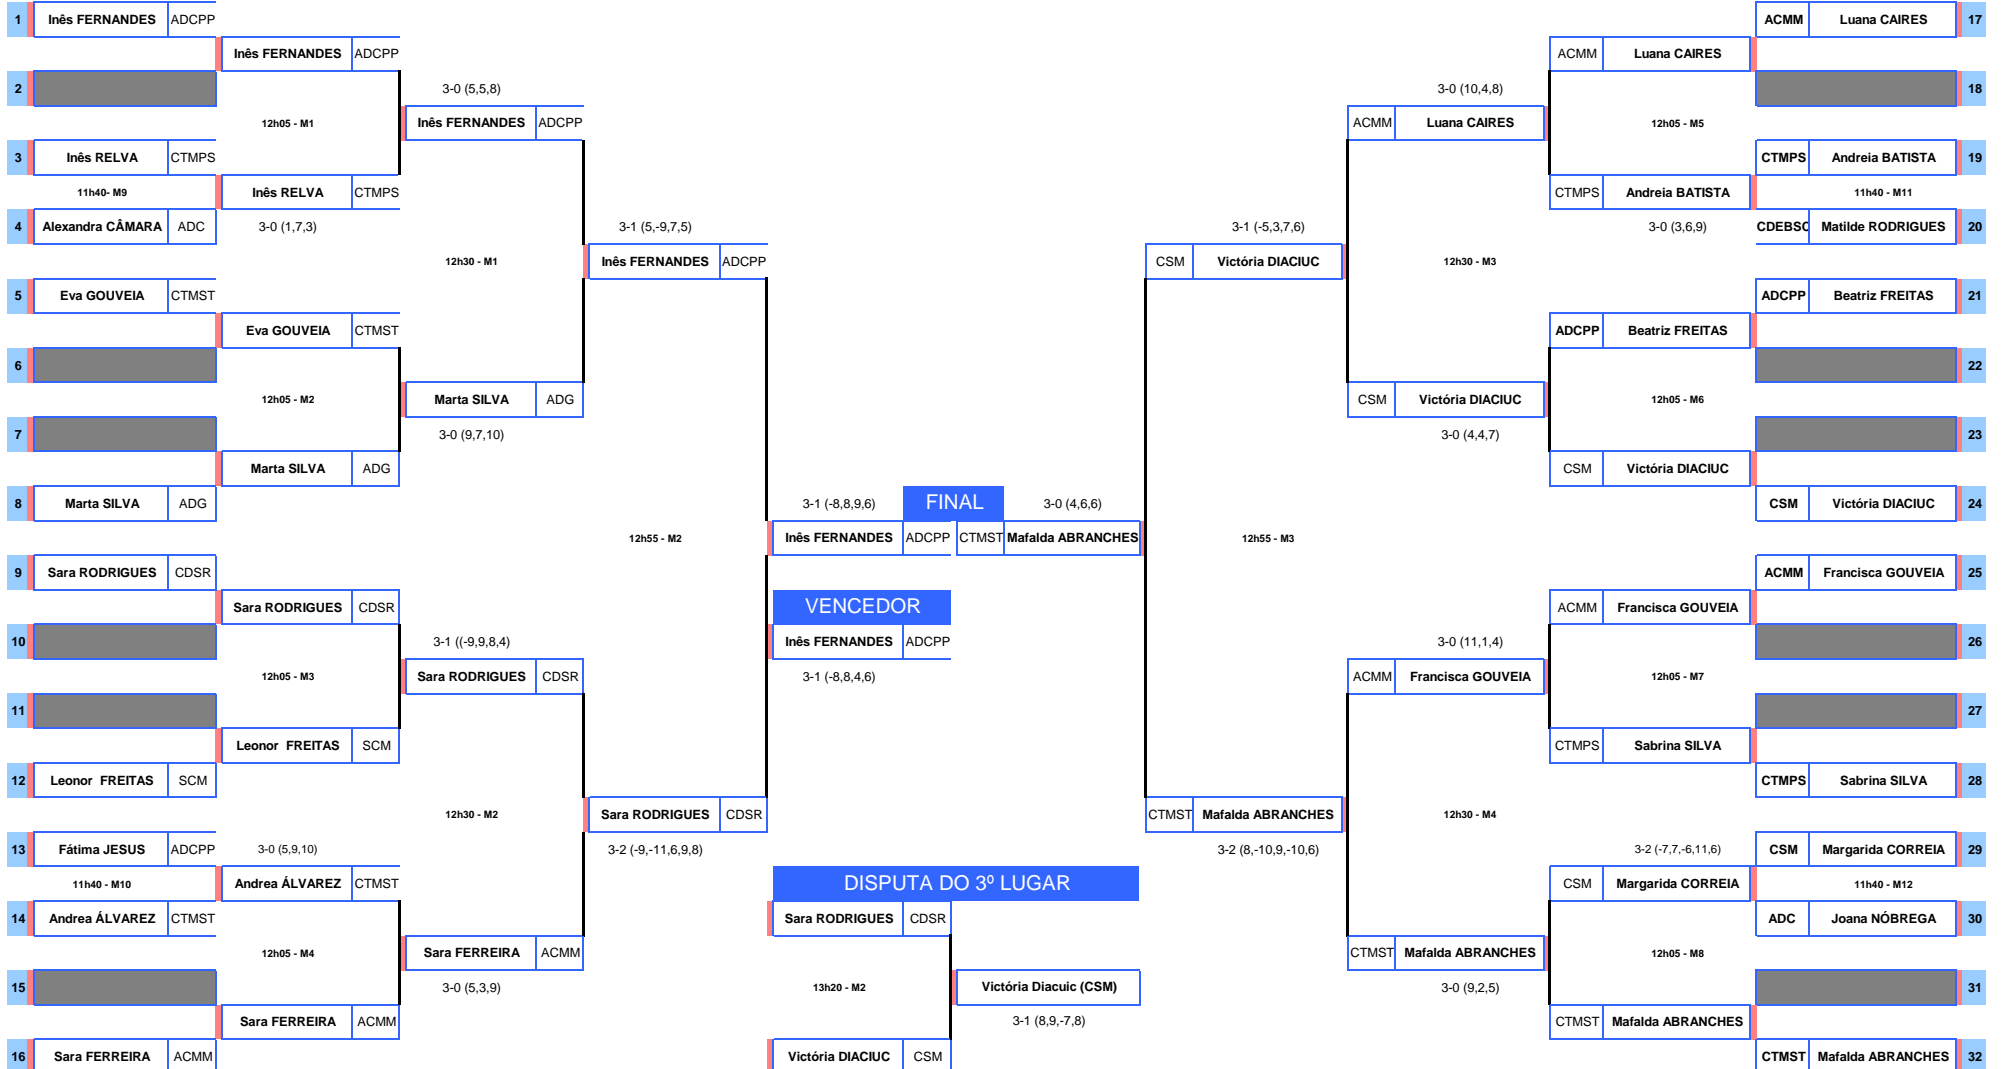 1 Inês FERNANDES ADCPP ACMM Luana CAIRES 17
Inês FERNANDES ADCPP ACMM Luana CAIRES
2 3-0 (5,5,8) 3-0 (10,4,8) 18
12h05 - M1 Inês FERNANDES ADCPP ACMM Luana CAIRES 12h05 - M5
3 Inês RELVA CTMPS CTMPS Andreia BATISTA 19
11h40- M9 Inês RELVA CTMPS CTMPS Andreia BATISTA 11h40 - M11
4 Alexandra CÂMARA ADC 3-0 (1,7,3) 3-1 (5,-9,7,5) 3-1 (-5,3,7,6) 3-0 (3,6,9) CDEBSC Matilde RODRIGUES 20
12h30 - M1 Inês FERNANDES ADCPP CSM Victória DIACIUC 12h30 - M3
5 Eva GOUVEIA CTMST ADCPP Beatriz FREITAS 21
Eva GOUVEIA CTMST ADCPP Beatriz FREITAS
6 22
12h05 - M2 Marta SILVA ADG CSM Victória DIACIUC 12h05 - M6
7 3-0 (9,7,10) 3-0 (4,4,7) 23
Marta SILVA ADG CSM Victória DIACIUC
8 Marta SILVA ADG 3-1 (-8,8,9,6) FINAL 3-0 (4,6,6) CSM Victória DIACIUC 24
12h55 - M2 Inês FERNANDES ADCPP CTMST Mafalda ABRANCHES 12h55 - M3
9 Sara RODRIGUES CDSR ACMM Francisca GOUVEIA 25
Sara RODRIGUES CDSR VENCEDOR ACMM Francisca GOUVEIA
10 3-1 ((-9,9,8,4) Inês FERNANDES ADCPP 3-0 (11,1,4) 26
12h05 - M3 Sara RODRIGUES CDSR 3-1 (-8,8,4,6) ACMM Francisca GOUVEIA 12h05 - M7
11 27
Leonor FREITAS SCM CTMPS Sabrina SILVA
12 Leonor FREITAS SCM CTMPS Sabrina SILVA 28
12h30 - M2 Sara RODRIGUES CDSR CTMST Mafalda ABRANCHES 12h30 - M4
13 Fátima JESUS ADCPP 3-0 (5,9,10) 3-2 (-9,-11,6,9,8) 3-2 (8,-10,9,-10,6) 3-2 (-7,7,-6,11,6) CSM Margarida CORREIA 29
11h40 - M10 Andrea ÁLVAREZ CTMST DISPUTA DO 3º LUGAR CSM Margarida CORREIA 11h40 - M12
14 Andrea ÁLVAREZ CTMST Sara RODRIGUES CDSR ADC Joana NÓBREGA 30
12h05 - M4 Sara FERREIRA ACMM CTMST Mafalda ABRANCHES 12h05 - M8
15 3-0 (5,3,9) 13h20 - M2 Victória Diacuic (CSM) 3-0 (9,2,5) 31
Sara FERREIRA ACMM 3-1 (8,9,-7,8) CTMST Mafalda ABRANCHES
16 Sara FERREIRA ACMM Victória DIACIUC CSM CTMST Mafalda ABRANCHES 32